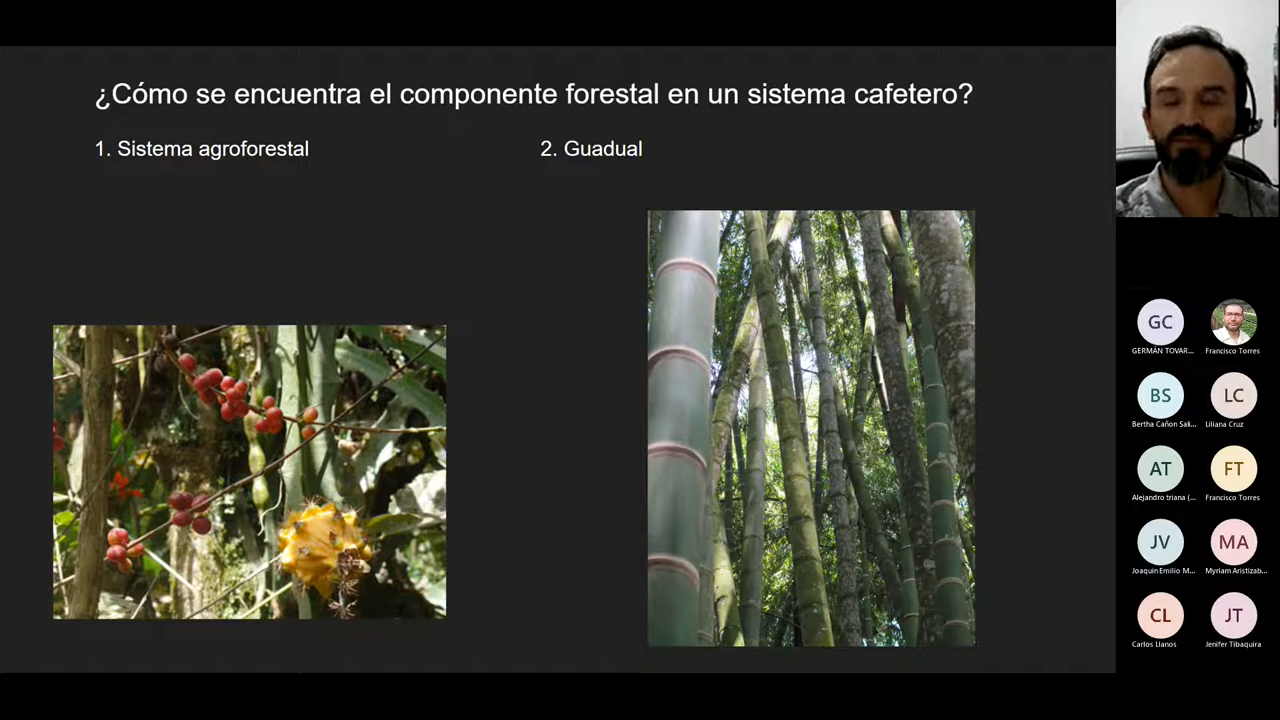 ¿Cómo se encuentra el componente forestal en un sistema cafetero?
1. Sistema agroforestal
2. Guadual
GC
GERMÁN TOVAR...
Francisco Torres
BS
Bertha Cañon Sali...
LC
Liliana Cruz
AT
Alejandro triana (...
FT
Francisco Torres
JV
Joaquin Emilio M...
MA
Myriam Aristizab...
CL
Carlos Llanos
JT
Jenifer Tibaquira